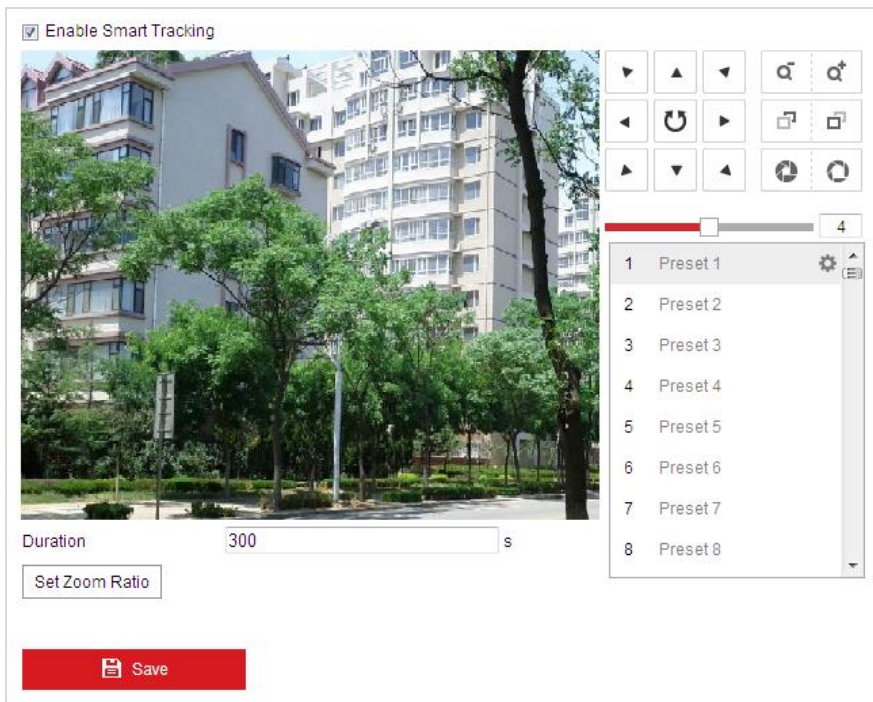 Enable Smart Tracking
4
1 Preset 1
2 Preset 2
3 Preset 3
4 Preset 4
5 Preset 5
6 Preset 6
7 Preset 7
8 Preset 8
Duration 300 s
Set Zoom Ratio
Save